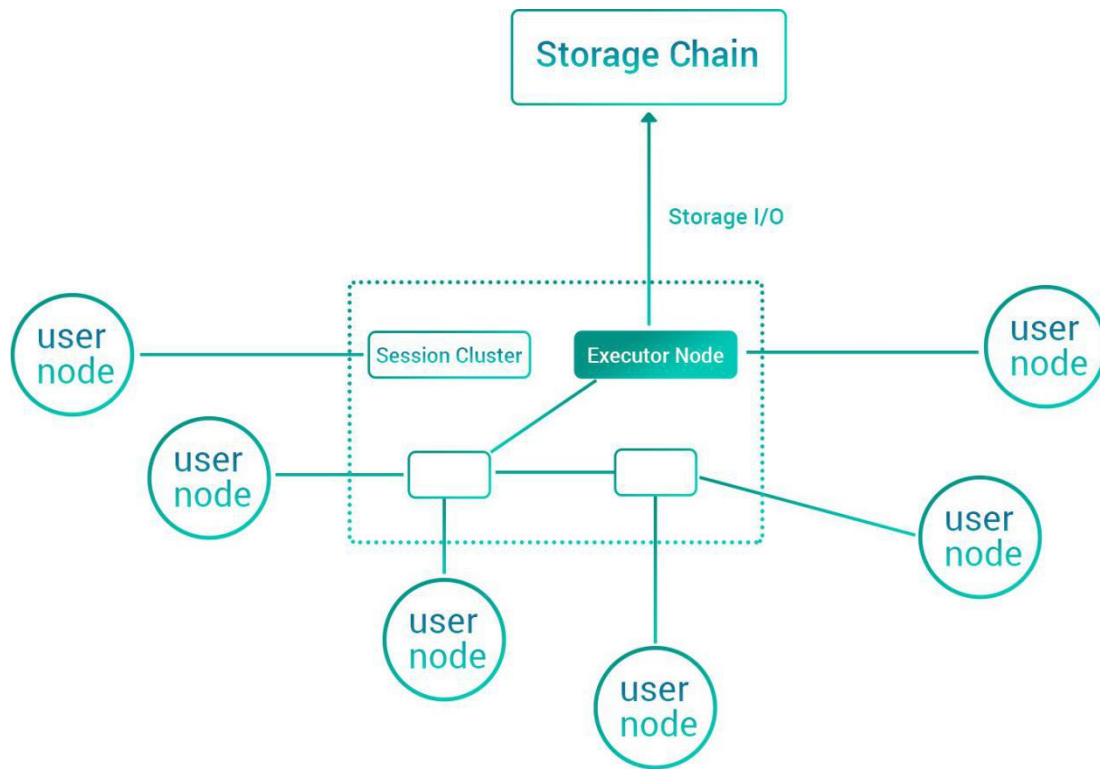 Storage Chain
Storage I/O
user
node
Session Cluster
Executor Node
user
node
user
node
user
node
user
node
user
node